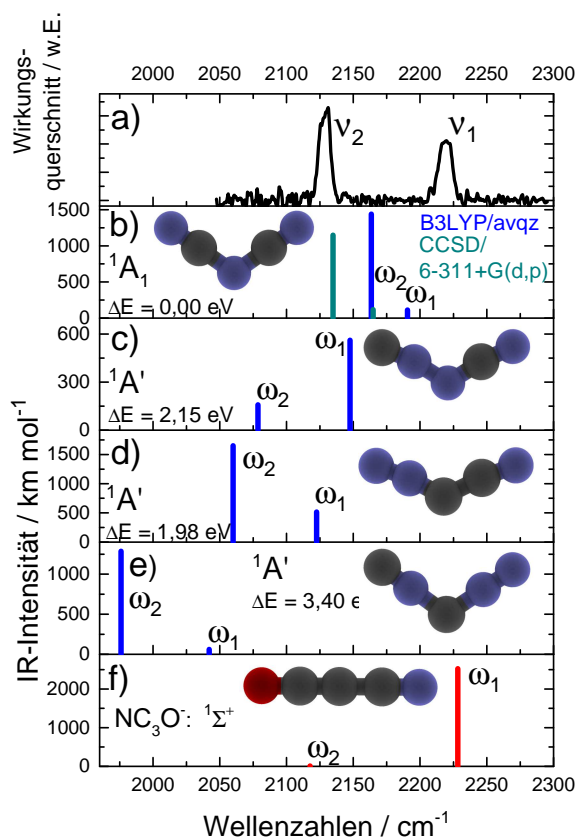 2000 2050 2100 2150 2200 2250 2300
Wirkungs-
querschnitt / w.E.
a)
ν2
ν1
1500
1000
500
0
b)
1A1
ΔE = 0,00 eV
B3LYP/avqz
CCSD/
6-311+G(d,p)
ω2
ω1
600
300
0
c)
1A'
ΔE = 2,15 eV
ω2
ω1
1500
1000
500
0
d)
1A'
ΔE = 1,98 eV
ω2
ω1
1000
500
0
e)
1A'
ΔE = 3,40 e
ω2
ω1
2000
1000
0
f)
NC3O-: 1Σ+
ω2
ω1
IR-Intensität / km mol-1
2000 2050 2100 2150 2200 2250 2300
Wellenzahlen / cm-1